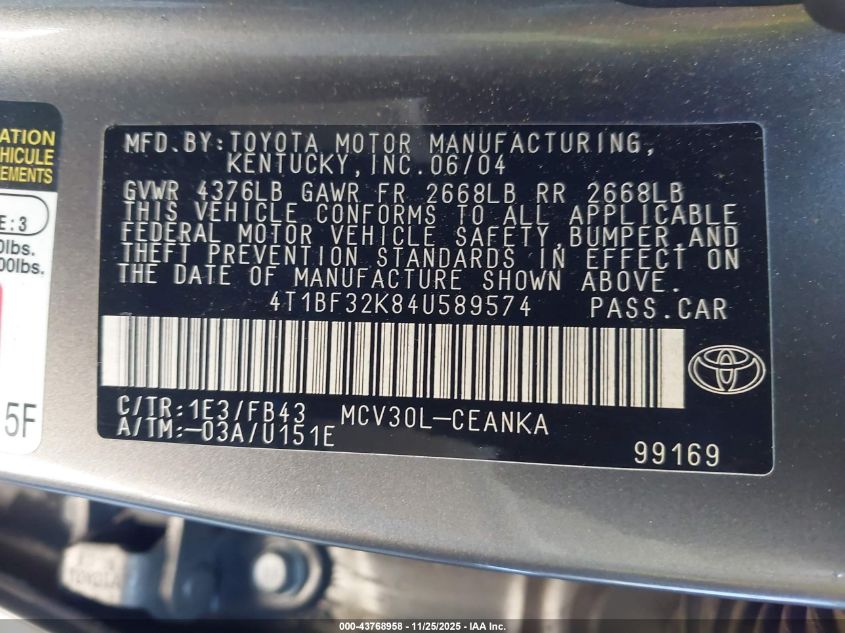 ATION
HICULE
EMENTS
E:3
0lbs.
00lbs.
5F
MFD.BY:TOYOTA MOTOR MANUFACTURING,
KENTUCKY,INC.06/04
GVWR 4376LB GAWR FR 2668LB RR 2668LB
THIS VEHICLE CONFORMS TO ALL APPLICABLE
FEDERAL MOTOR VEHICLE SAFETY,BUMPER,AND
THEFT PREVENTION STANDARDS IN EFFECT ON
THE DATE OF MANUFACTURE SHOWN ABOVE.
4T1BF32K84U589574 PASS.CAR
C/TR:1E3/FB43 MCV30L-CEANKA
A/TM:-03A/U151E
99169
TOYOTA
000-43768958 - 11/25/2025 - IAA Inc.